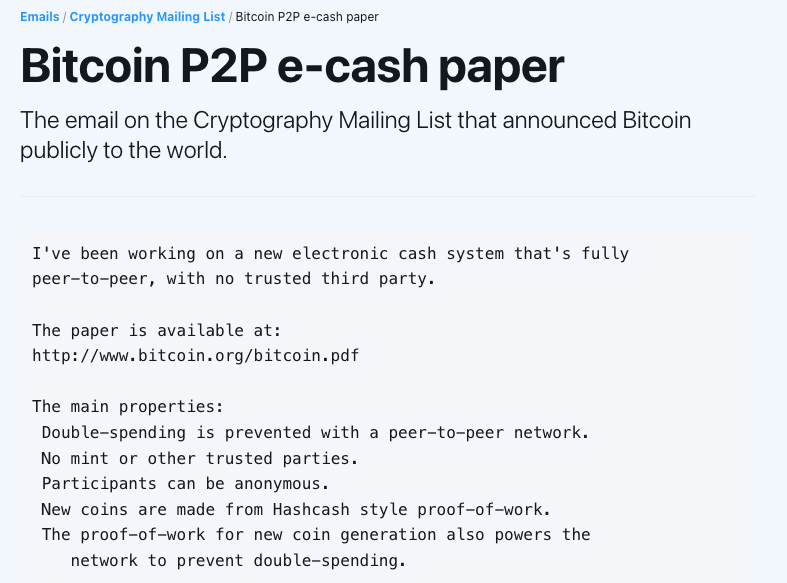 Emails / Cryptography Mailing List / Bitcoin P2P e-cash paper
Bitcoin P2P e-cash paper
The email on the Cryptography Mailing List that announced Bitcoin
publicly to the world.
I've been working on a new electronic cash system that's fully
peer-to-peer, with no trusted third party.
The paper is available at:
http://www.bitcoin.org/bitcoin.pdf
The main properties:
Double-spending is prevented with a peer-to-peer network.
No mint or other trusted parties.
Participants can be anonymous.
New coins are made from Hashcash style proof-of-work.
The proof-of-work for new coin generation also powers the
network to prevent double-spending.